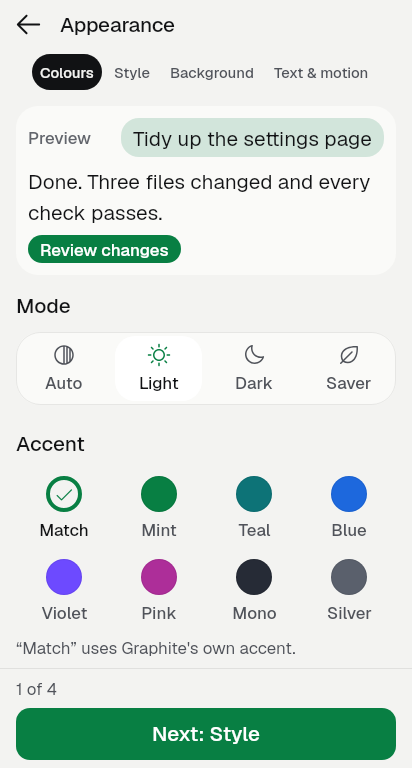 Appearance
Colours Style Background Text & motion
Preview
Tidy up the settings page
Done. Three files changed and every
check passes.
Review changes
Mode
Auto Light Dark Saver
Accent
Match Mint Teal Blue
Violet Pink Mono Silver
“Match” uses Graphite's own accent.
1 of 4
Next: Style